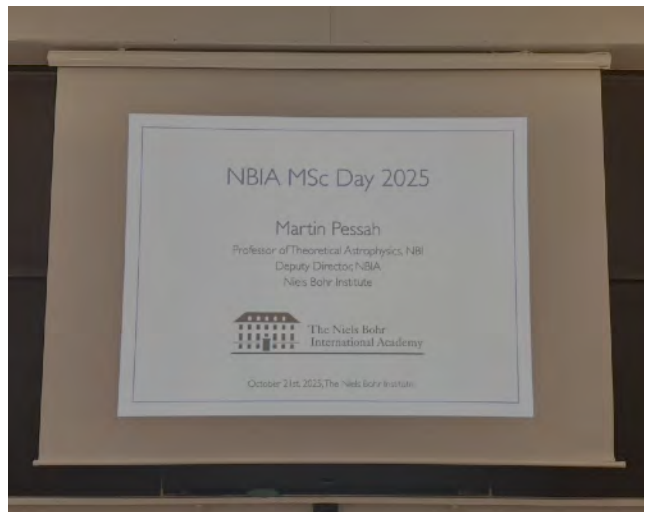 NBIA MSc Day 2025
Martin Pessah
Professor of Theoretical Astrophysics, NBI
Deputy Director, NBIA
Niels Bohr Institute
The Niels Bohr
International Academy
October 21st, 2025, The Niels Bohr Institute